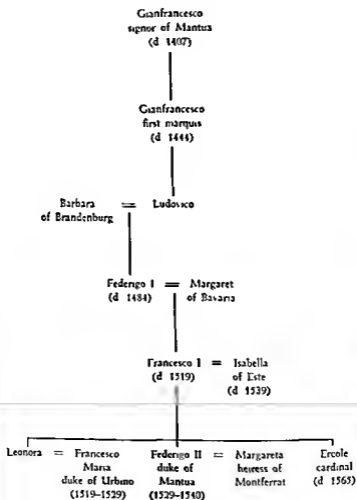 Gianfrancesco
signor of Mantua
(d 1407)
Gianfrancesco
first marquis
(d 1444)
Barbara = Ludovico
of Brandenburg
Federigo I = Margaret
(d 1484) of Bavaria
Francesco I = Isabella
(d 1519) of Este
(d 1539)
Leonora = Francesco Federigo II = Margareta Ercole
Maria duke of heiress of cardinal
duke of Urbino Mantua Montferrat (d 1565)
(1519-1529) (1529-1540)